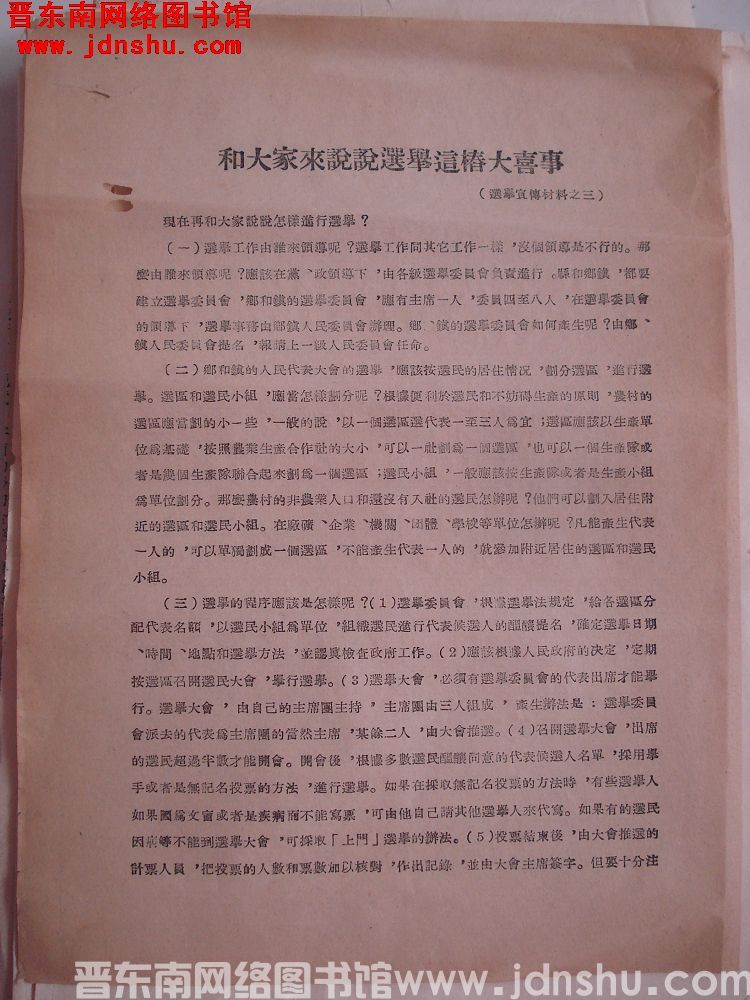 晋东南网络图书馆
www.jdnshu.com
和大家來說說選舉這樁大喜事
(選舉宣傳材料之三)
現在再和大家說說怎樣進行選舉?
(一)選舉工作由誰來領導呢?選舉工作同其它工作一樣,沒個領導是不行的。那
麼由誰來領導呢?應該在黨、政領導下,由各級選舉委員會負責進行。縣和鄉鎮,都要
建立選舉委員會,鄉和鎮的選舉委員會,應有主席一人,委員四至八人,在選舉委員會
的領導下,選舉事務由鄉鎮人民委員會辦理。鄉、鎮的選舉委員會如何產生呢?由鄉、
鎮人民委員會提名,報請上一級人民委員會任命。
(二)鄉和鎮的人民代表大會的選舉,應該按選民的居住情況,劃分選區,進行選
舉。選區和選民小組,應當怎樣劃分呢?根據便利於選民和不妨碍生產的原則,農村的
選區應當劃的小一些,一般的說,以一個選區選代表一至三人爲宜;選區應該以生產單
位爲基礎,按照農業生產合作社的大小,可以一社劃爲一個選區,也可以一個生產隊或
者是幾個生產隊聯合起來劃爲一個選區;選民小組,一般應該按生產隊或者是生產小組
爲單位劃分。那麼農村的非農業人口和還沒有入社的選民怎辦呢?他們可以劃入居住附
近的選區和選民小組。在廠礦、企業、機關、團體、學校等單位怎辦呢?凡能產生代表
一人的,可以單獨劃成一個選區,不能產生代表一人的,就參加附近居住的選區和選民
小組。
(三)選舉的程序應該是怎樣呢?(1)選舉委員會,根據選舉法規定,給各選區分
配代表名額,以選民小組爲單位,組織選民進行代表候選人的醞釀提名,確定選舉日期
、時間、地點和選舉方法,並認眞檢查政府工作。(2)應該根據人民政府的决定,定期
按選區召開選民大會,舉行選舉。(3)選舉大會,必須有選舉委員會的代表出席才能舉
行。選舉大會,由自己的主席團主持,主席團由三人組成,產生辦法是:選舉委員
會派去的代表爲主席團的當然主席,其餘二人,由大會推選。(4)召開選舉大會,出席
的選民超過半數才能開會。開會後,根據多數選民醞釀同意的代表候選人名單,採用舉
手或者是無記名投票的方法,進行選舉。如果在採取無記名投票的方法時,有些選舉人
如果因爲文盲或者是疾病而不能寫票,可由他自己請其他選舉人來代寫。如果有的選民
因病等不能到選舉大會,可採取「上門」選舉的辦法。(5)投票結束後,由大會推選的
計票人員,把投票的人數和票數加以核對,作出記錄,並由大會主席簽字。但要十分注
晋东南网络图书馆www.jdnshu.com